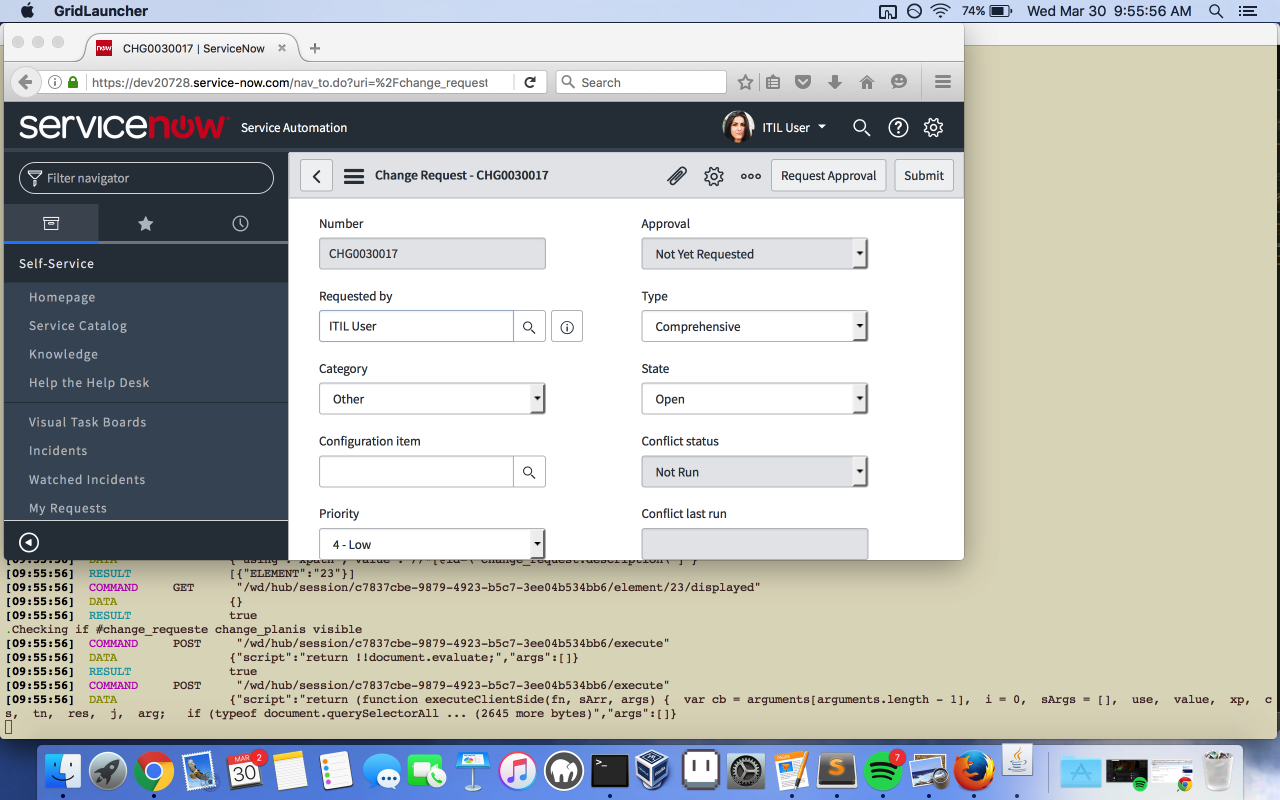 GridLauncher
74%
Wed Mar 30 9:55:56 AM
now
CHG0030017 | ServiceNow
https://dev20728.service-now.com/nav_to.do?uri=%2Fchange_request
Search
servicenow
Service Automation
ITIL User
Filter navigator
Change Request - CHG0030017
Request Approval
Submit
Self-Service
Homepage
Service Catalog
Knowledge
Help the Help Desk
Visual Task Boards
Incidents
Watched Incidents
My Requests
Number
CHG0030017
Approval
Not Yet Requested
Requested by
ITIL User
Type
Comprehensive
Category
Other
State
Open
Configuration item
Conflict status
Not Run
Priority
4 - Low
Conflict last run
[09:55:56] RESULT [{"ELEMENT":"23"}]
[09:55:56] COMMAND GET "/wd/hub/session/c7837cbe-9879-4923-b5c7-3ee04b534bb6/element/23/displayed"
[09:55:56] DATA {}
[09:55:56] RESULT true
.Checking if #change_requeste change_planis visible
[09:55:56] COMMAND POST "/wd/hub/session/c7837cbe-9879-4923-b5c7-3ee04b534bb6/execute"
[09:55:56] DATA {"script":"return !!document.evaluate;","args":[]}
[09:55:56] RESULT true
[09:55:56] COMMAND POST "/wd/hub/session/c7837cbe-9879-4923-b5c7-3ee04b534bb6/execute"
[09:55:56] DATA {"script":"return (function executeClientSide(fn, sArr, args) { var cb = arguments[arguments.length - 1], i = 0, sArgs = [], use, value, xp, c
s, tn, res, j, arg; if (typeof document.querySelectorAll ... (2645 more bytes)","args":[]}
MAR
30
2
7